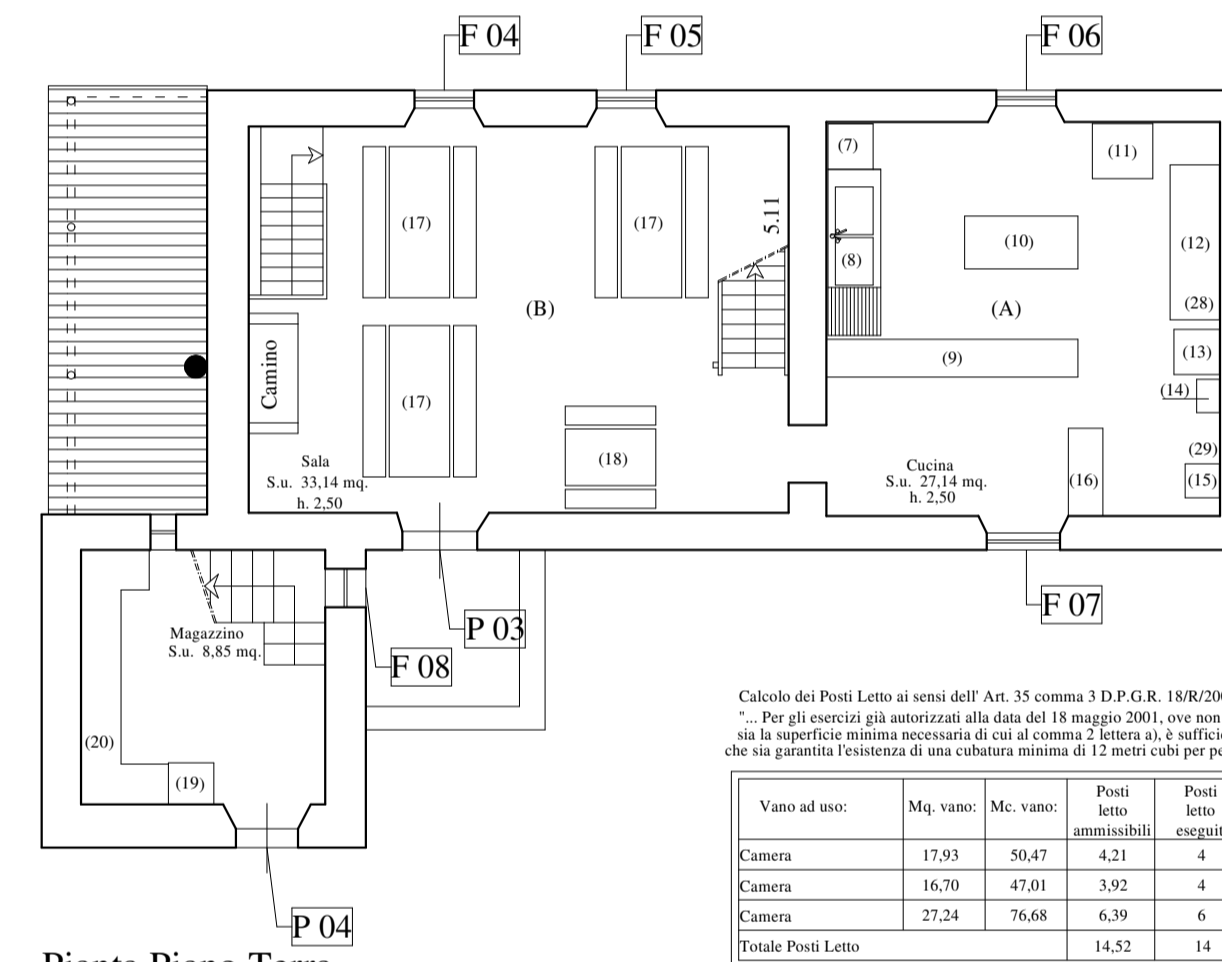 F 04
F 05
F 06
(7)
(11)
(17)
(17)
5.11
(10)
(12)
(8)
(B)
(A)
(28)
Camino
(9)
(13)
(17)
(14)
(18)
Sala
S.u. 33,14 mq.
h. 2,50
Cucina
S.u. 27,14 mq.
h. 2,50
(29)
(16)
(15)
F 07
P 03
Magazzino
S.u. 8,85 mq.
F 08
(20)
(19)
P 04
Calcolo dei Posti Letto ai sensi dell' Art. 35 comma 3 D.P.G.R. 18/R/20
"... Per gli esercizi già autorizzati alla data del 18 maggio 2001, ove non
sia la superficie minima necessaria di cui al comma 2 lettera a), è suffici
che sia garantita l'esistenza di una cubatura minima di 12 metri cubi per pe
Vano ad uso: Mq. vano: Mc. vano: Posti letto ammissibili Posti letto eseguit
Camera 17,93 50,47 4,21 4
Camera 16,70 47,01 3,92 4
Camera 27,24 76,68 6,39 6
Totale Posti Letto 14,52 14
Pianta Piano Terra